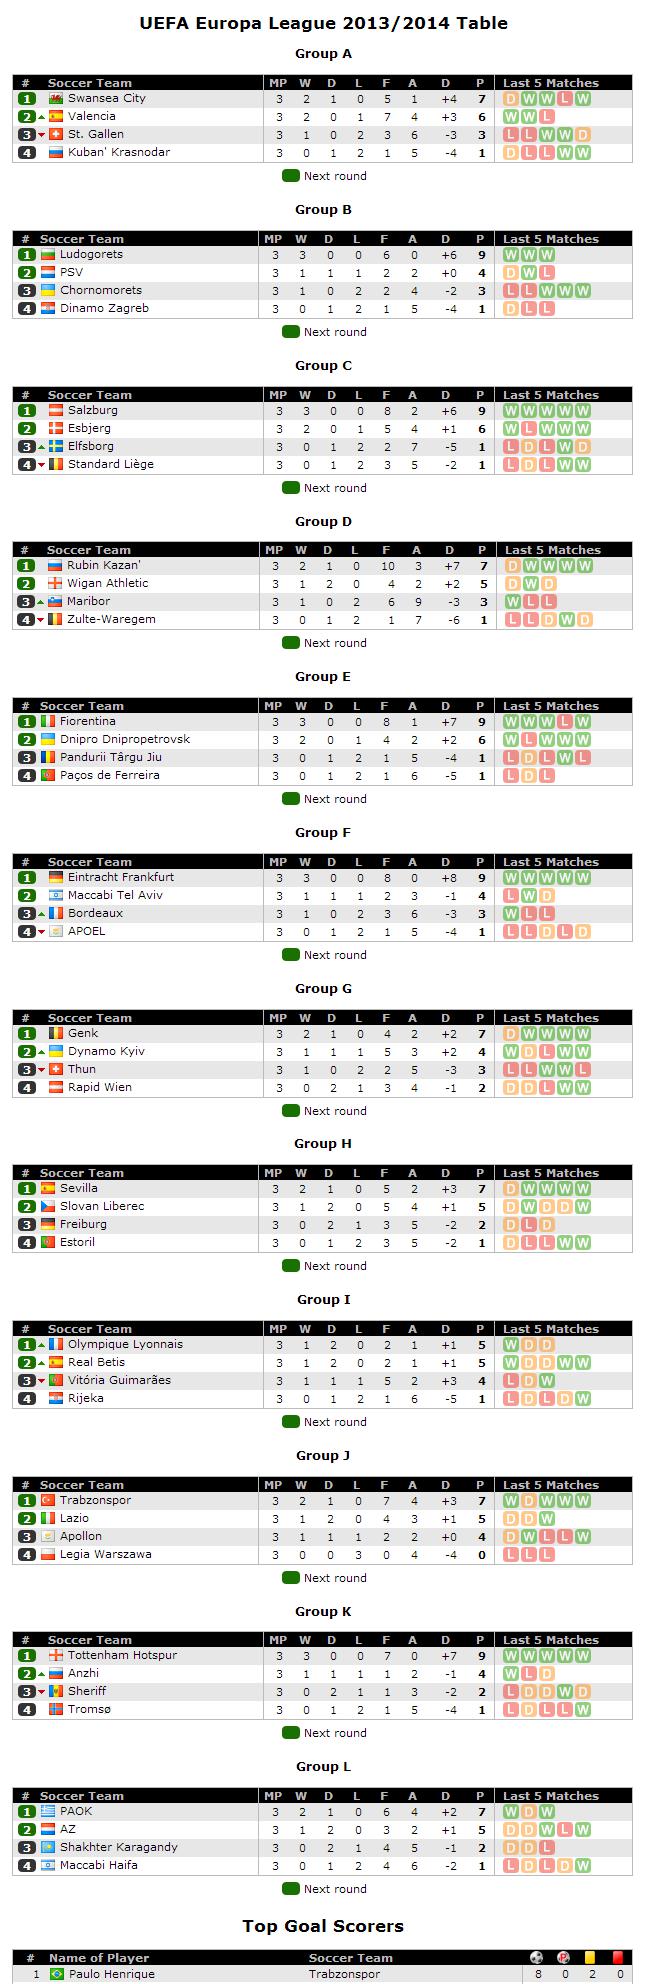 UEFA Europa League 2013/2014 Table
Group A
# Soccer Team MP W D L F A D P Last 5 Matches
1 Swansea City 3 2 1 0 5 1 +4 7 D W W L W
2 Valencia 3 2 0 1 7 4 +3 6 W W L
3 St. Gallen 3 1 0 2 3 6 -3 3 L L W W D
4 Kuban' Krasnodar 3 0 1 2 1 5 -4 1 D L L W W
Next round
Group B
# Soccer Team MP W D L F A D P Last 5 Matches
1 Ludogorets 3 3 0 0 6 0 +6 9 W W W
2 PSV 3 1 1 1 2 2 +0 4 D W L
3 Chornomorets 3 1 0 2 2 4 -2 3 L L W W W
4 Dinamo Zagreb 3 0 1 2 1 5 -4 1 D L L
Next round
Group C
# Soccer Team MP W D L F A D P Last 5 Matches
1 Salzburg 3 3 0 0 8 2 +6 9 W W W W W
2 Esbjerg 3 2 0 1 5 4 +1 6 W L W W W
3 Elfsborg 3 0 1 2 2 7 -5 1 L D L W D
4 Standard Liège 3 0 1 2 3 5 -2 1 L D L W W
Next round
Group D
# Soccer Team MP W D L F A D P Last 5 Matches
1 Rubin Kazan' 3 2 1 0 10 3 +7 7 D W W W W
2 Wigan Athletic 3 1 2 0 4 2 +2 5 D W D
3 Maribor 3 1 0 2 6 9 -3 3 W L L
4 Zulte-Waregem 3 0 1 2 1 7 -6 1 L L D W D
Next round
Group E
# Soccer Team MP W D L F A D P Last 5 Matches
1 Fiorentina 3 3 0 0 8 1 +7 9 W W W L W
2 Dnipro Dnipropetrovsk 3 2 0 1 4 2 +2 6 W L W W W
3 Pandurii Târgu Jiu 3 0 1 2 1 5 -4 1 L D L W L
4 Paços de Ferreira 3 0 1 2 1 6 -5 1 L D L
Next round
Group F
# Soccer Team MP W D L F A D P Last 5 Matches
1 Eintracht Frankfurt 3 3 0 0 8 0 +8 9 W W W W W
2 Maccabi Tel Aviv 3 1 1 1 2 3 -1 4 L W D
3 Bordeaux 3 1 0 2 3 6 -3 3 W L L
4 APOEL 3 0 1 2 1 5 -4 1 L L D L D
Next round
Group G
# Soccer Team MP W D L F A D P Last 5 Matches
1 Genk 3 2 1 0 4 2 +2 7 D W W W W
2 Dynamo Kyiv 3 1 1 1 5 3 +2 4 W D L W W
3 Thun 3 1 0 2 2 5 -3 3 L L W W L
4 Rapid Wien 3 0 2 1 3 4 -1 2 D D L W W
Next round
Group H
# Soccer Team MP W D L F A D P Last 5 Matches
1 Sevilla 3 2 1 0 5 2 +3 7 D W W W W
2 Slovan Liberec 3 1 2 0 5 4 +1 5 D W D D W
3 Freiburg 3 0 2 1 3 5 -2 2 D L D
4 Estoril 3 0 1 2 3 5 -2 1 D L L W W
Next round
Group I
# Soccer Team MP W D L F A D P Last 5 Matches
1 Olympique Lyonnais 3 1 2 0 2 1 +1 5 W D D
2 Real Betis 3 1 2 0 2 1 +1 5 W D D W W
3 Vitória Guimarães 3 1 1 1 5 2 +3 4 L D W
4 Rijeka 3 0 1 2 1 6 -5 1 L D L D W
Next round
Group J
# Soccer Team MP W D L F A D P Last 5 Matches
1 Trabzonspor 3 2 1 0 7 4 +3 7 W D W W W
2 Lazio 3 1 2 0 4 3 +1 5 D D W
3 Apollon 3 1 1 1 2 2 +0 4 D W L L W
4 Legia Warszawa 3 0 0 3 0 4 -4 0 L L L
Next round
Group K
# Soccer Team MP W D L F A D P Last 5 Matches
1 Tottenham Hotspur 3 3 0 0 7 0 +7 9 W W W W W
2 Anzhi 3 1 1 1 1 2 -1 4 W L D
3 Sheriff 3 0 2 1 1 3 -2 2 L D D W D
4 Tromsø 3 0 1 2 1 5 -4 1 L D L L W
Next round
Group L
# Soccer Team MP W D L F A D P Last 5 Matches
1 PAOK 3 2 1 0 6 4 +2 7 W D W
2 AZ 3 1 2 0 3 2 +1 5 D D W L W
3 Shakhter Karagandy 3 0 2 1 4 5 -1 2 D D L
4 Maccabi Haifa 3 0 1 2 4 6 -2 1 L D L D W
Next round
Top Goal Scorers
# Name of Player Soccer Team P
1 Paulo Henrique Trabzonspor 8 0 2 0